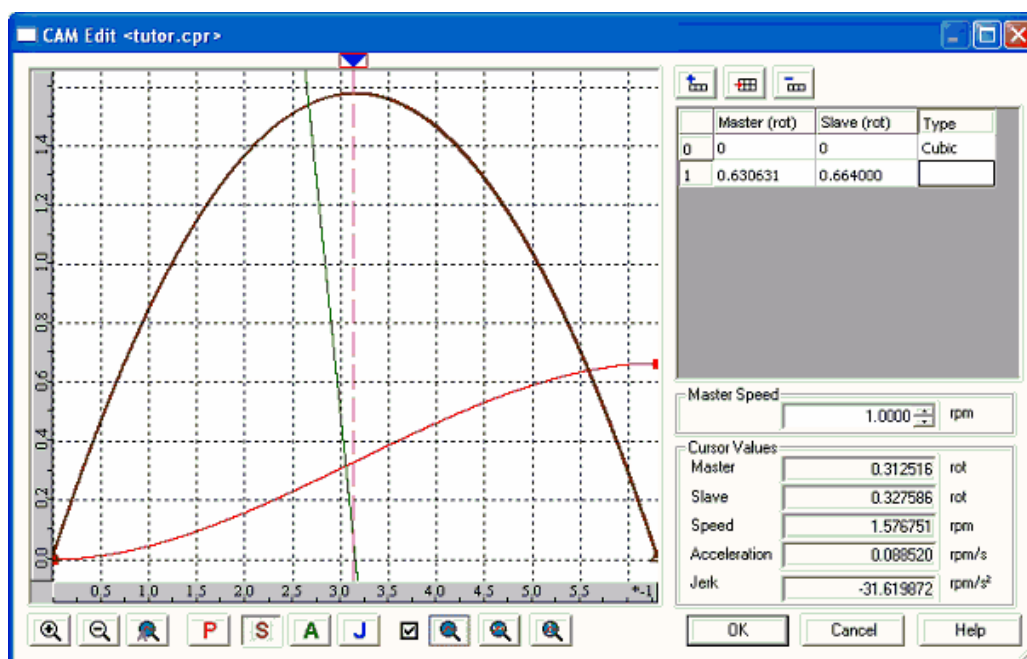 CAM Edit <tutor.cpr>
1,4
1,2
1,0
0,8
0,6
0,4
0,2
0,0
0,5 1,0 1,5 2,0 2,5 3,0 3,5 4,0 4,5 5,0 5,5 *-1
P S A J
Master (rot) Slave (rot) Type
0 0 0 Cubic
1 0.630631 0.664000
Master Speed
1.0000 rpm
Cursor Values
Master 0.312516 rot
Slave 0.327586 rot
Speed 1.576751 rpm
Acceleration 0.088520 rpm/s
Jerk -31.619872 rpm/s²
OK Cancel Help